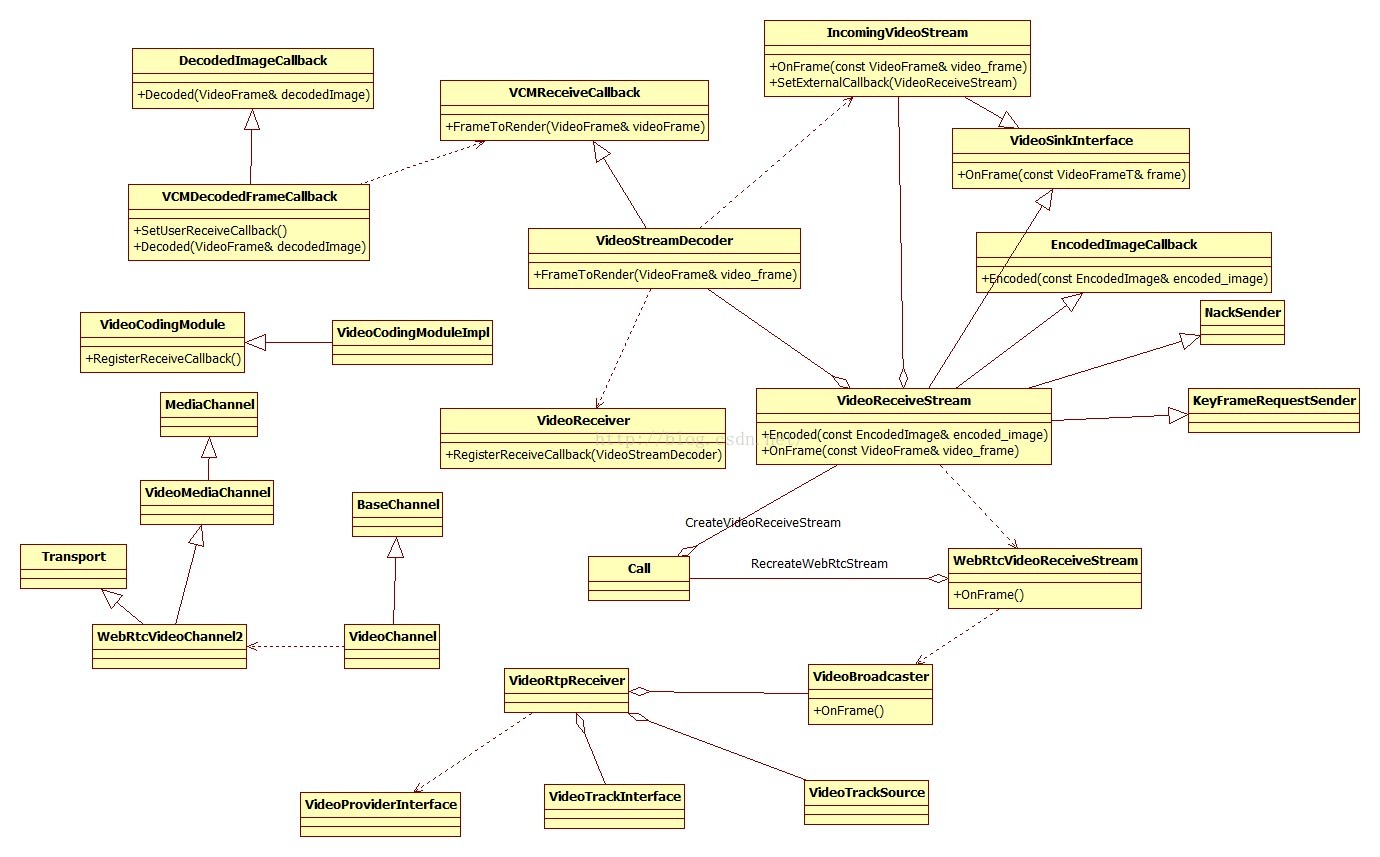 IncomingVideoStream
+OnFrame(const VideoFrame& video_frame)
+SetExternalCallback(VideoReceiveStream)
DecodedImageCallback
+Decoded(VideoFrame& decodedImage)
VCMReceiveCallback
+FrameToRender(VideoFrame& videoFrame)
VideoSinkInterface
+OnFrame(const VideoFrameT& frame)
VCMDecodedFrameCallback
+SetUserReceiveCallback()
+Decoded(VideoFrame& decodedImage)
VideoStreamDecoder
+FrameToRender(VideoFrame& video_frame)
EncodedImageCallback
+Encoded(const EncodedImage& encoded_image)
NackSender
VideoCodingModule
+RegisterReceiveCallback()
VideoCodingModuleImpl
MediaChannel
VideoReceiver
+RegisterReceiveCallback(VideoStreamDecoder)
http://blog.csdn.net/
VideoReceiveStream
+Encoded(const EncodedImage& encoded_image)
+OnFrame(const VideoFrame& video_frame)
KeyFrameRequestSender
VideoMediaChannel
BaseChannel
CreateVideoReceiveStream
Transport
Call
RecreateWebRtcStream
WebRtcVideoReceiveStream
+OnFrame()
WebRtcVideoChannel2
VideoChannel
VideoRtpReceiver
VideoBroadcaster
+OnFrame()
VideoProviderInterface
VideoTrackInterface
VideoTrackSource